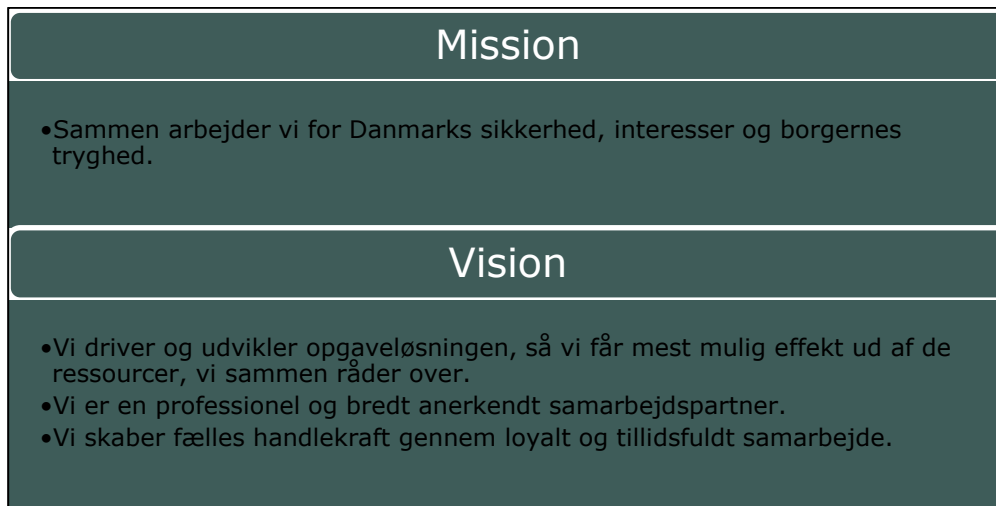 Mission
•Sammen arbejder vi for Danmarks sikkerhed, interesser og borgernes
tryghed.
Vision
•Vi driver og udvikler opgaveløsningen, så vi får mest mulig effekt ud af de
ressourcer, vi sammen råder over.
•Vi er en professionel og bredt anerkendt samarbejdspartner.
•Vi skaber fælles handlekraft gennem loyalt og tillidsfuldt samarbejde.